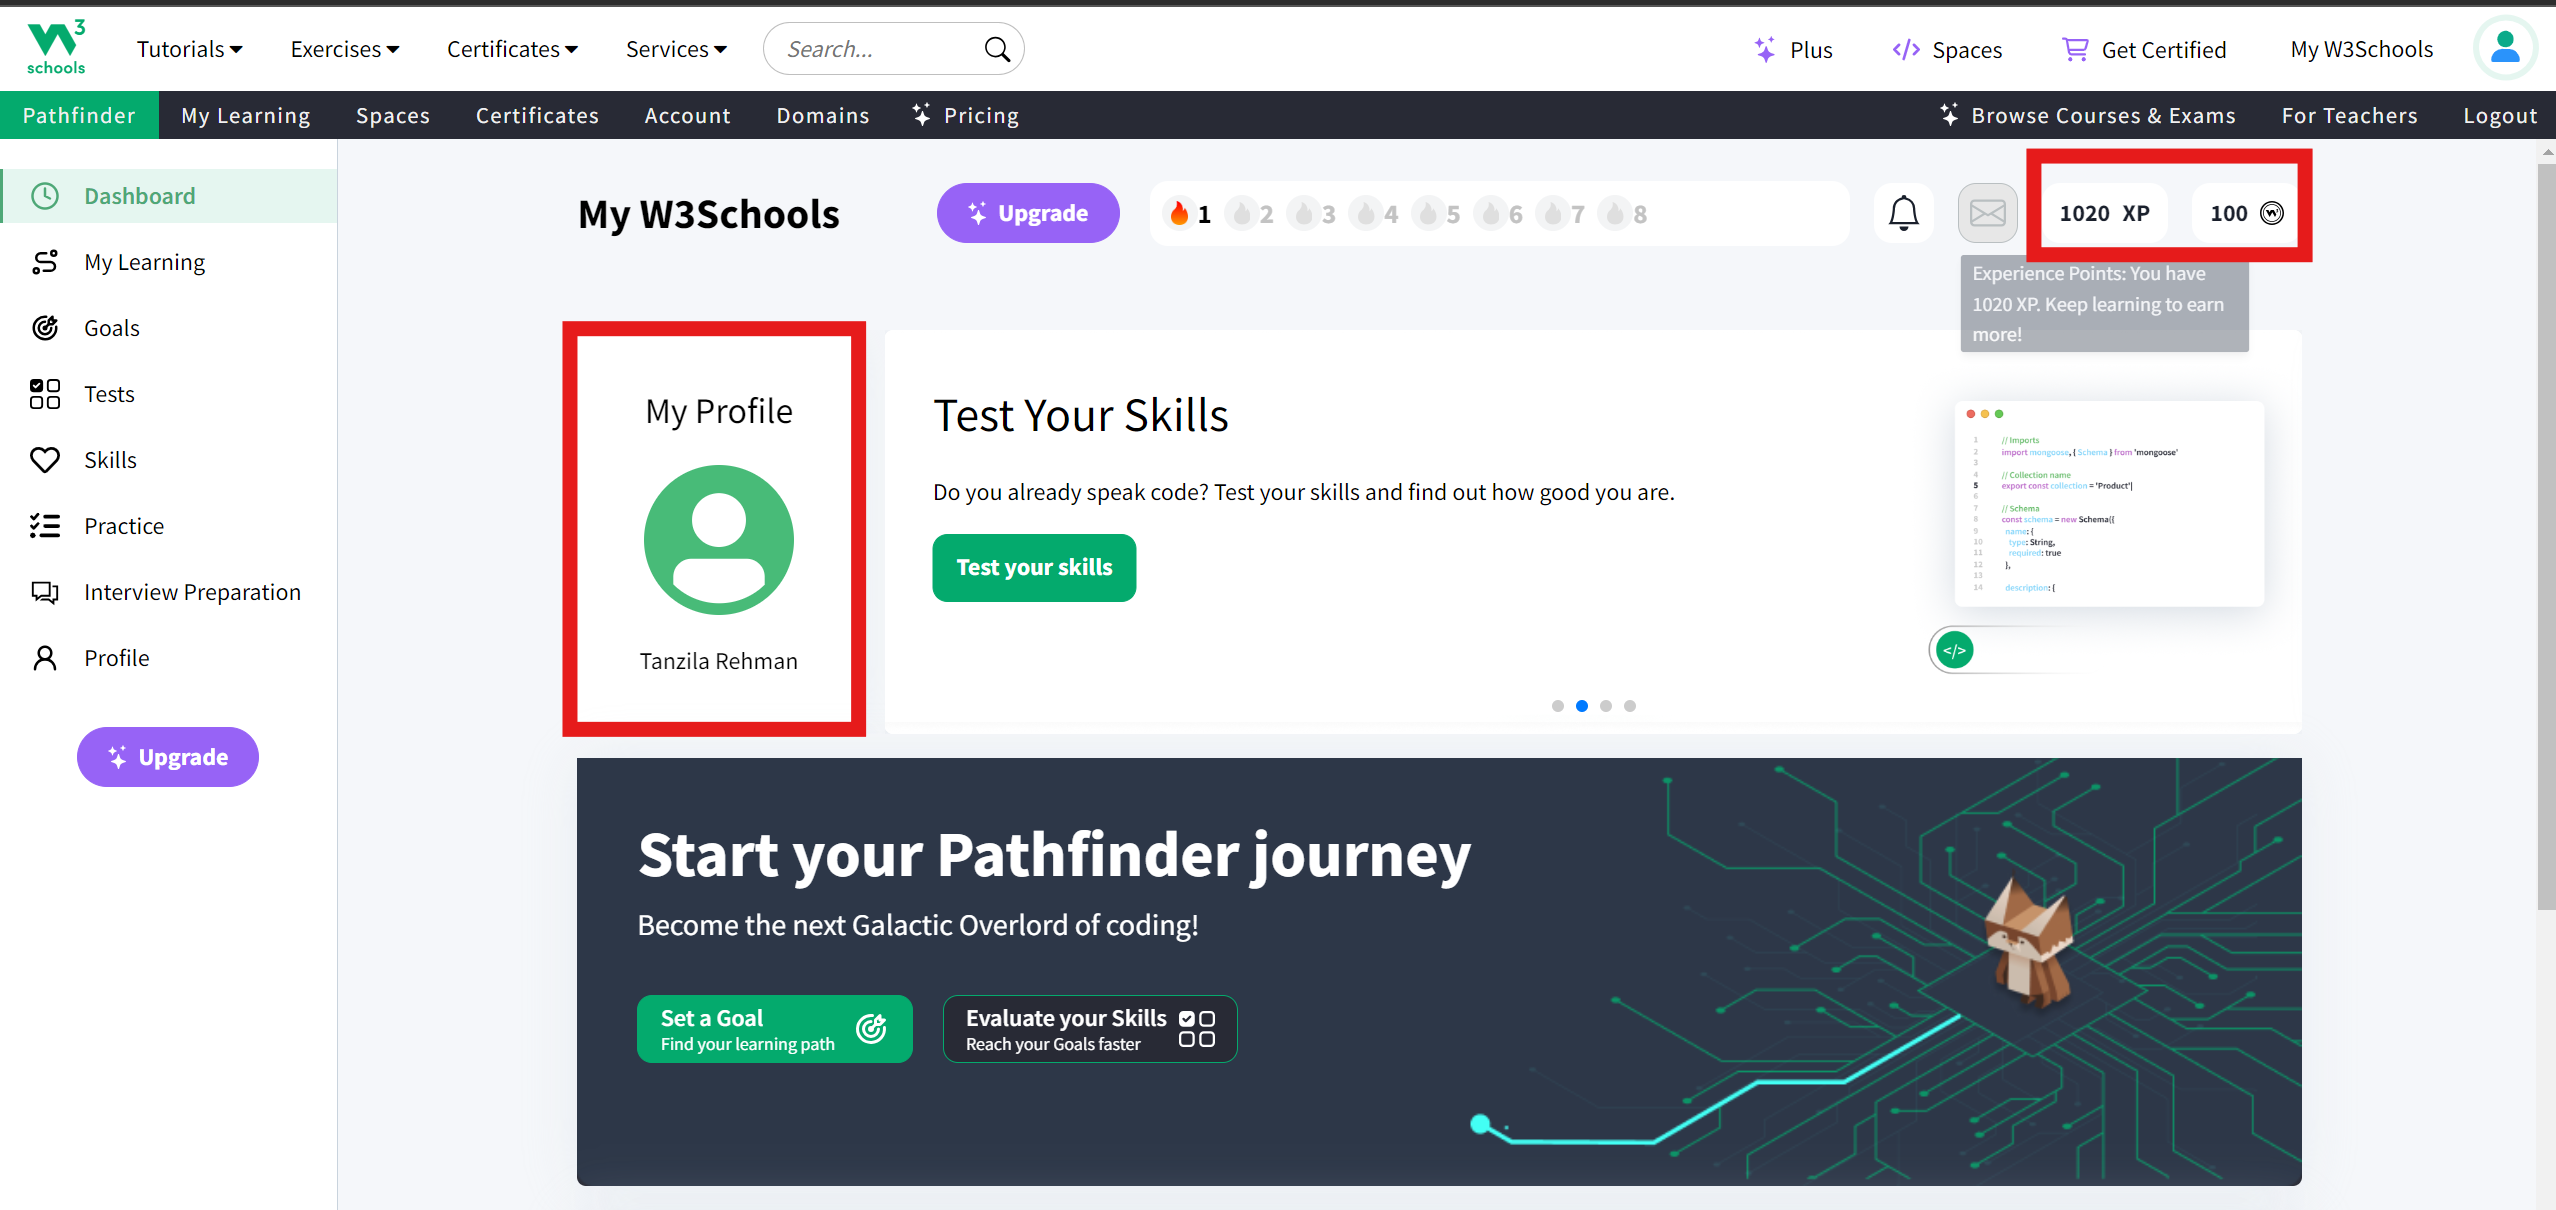 3
schools
Tutorials
Exercises
Certificates
Services
Search...
Plus
Spaces
Get Certified
My W3Schools
Pathfinder
My Learning
Spaces
Certificates
Account
Domains
Pricing
Browse Courses & Exams
For Teachers
Logout
Dashboard
My Learning
Goals
Tests
Skills
Practice
Interview Preparation
Profile
Upgrade
My W3Schools
Upgrade
1 2 3 4 5 6 7 8
1020 XP
100
Experience Points: You have
1020 XP. Keep learning to earn
more!
My Profile
Tanzila Rehman
Test Your Skills
Do you already speak code? Test your skills and find out how good you are.
Test your skills
1 // Imports
2 import mongoose, { Schema } from 'mongoose'
3
4 // Collection name
5 export const collection = 'Product'
6
7 // Schema
8 const schema = new Schema({
9 name: {
10 type: String,
11 required: true
12 },
13
14 description: {
</>
Start your Pathfinder journey
Become the next Galactic Overlord of coding!
Set a Goal
Find your learning path
Evaluate your Skills
Reach your Goals faster